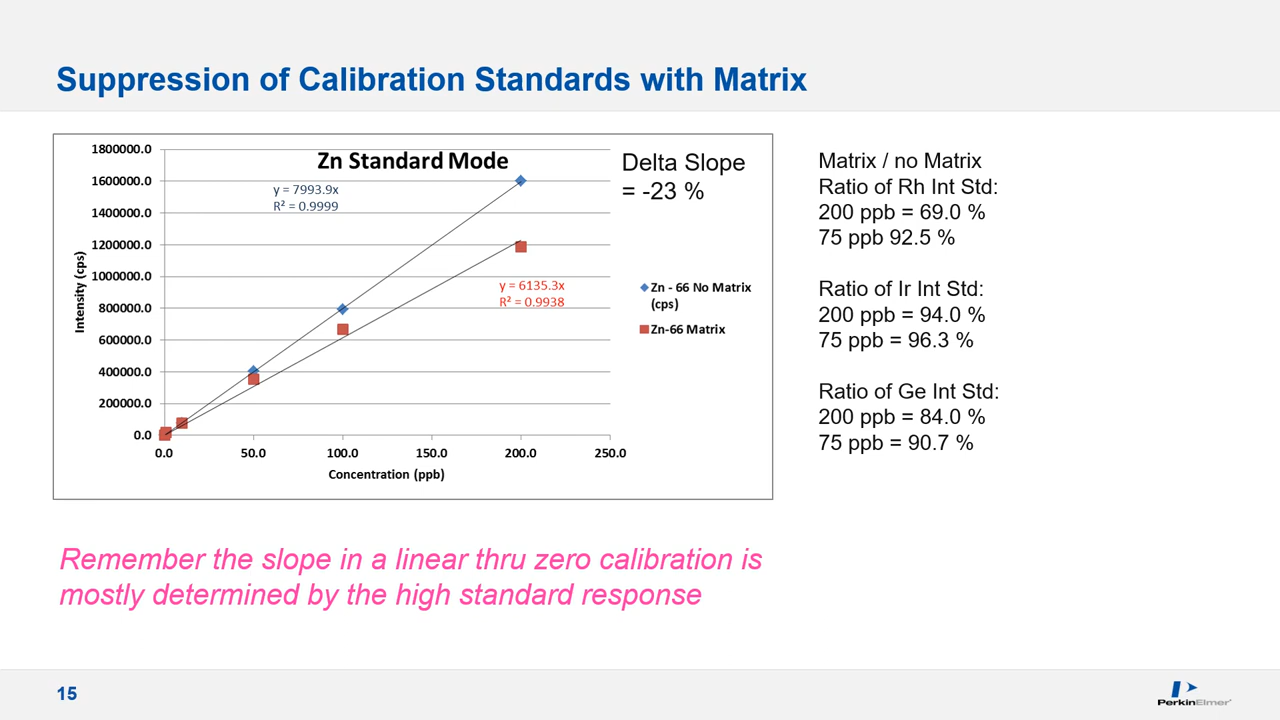 Suppression of Calibration Standards with Matrix
Zn Standard Mode
1800000.0
1600000.0
1400000.0
1200000.0
1000000.0
800000.0
600000.0
400000.0
200000.0
0.0
Intensity (cps)
y = 7993.9x
R² = 0.9999
y = 6135.3x
R² = 0.9938
0.0 50.0 100.0 150.0 200.0 250.0
Concentration (ppb)
Delta Slope
= -23 %
Zn - 66 No Matrix
(cps)
Zn-66 Matrix
Matrix / no Matrix
Ratio of Rh Int Std:
200 ppb = 69.0 %
75 ppb 92.5 %
Ratio of Ir Int Std:
200 ppb = 94.0 %
75 ppb = 96.3 %
Ratio of Ge Int Std:
200 ppb = 84.0 %
75 ppb = 90.7 %
Remember the slope in a linear thru zero calibration is
mostly determined by the high standard response
15
PerkinElmer